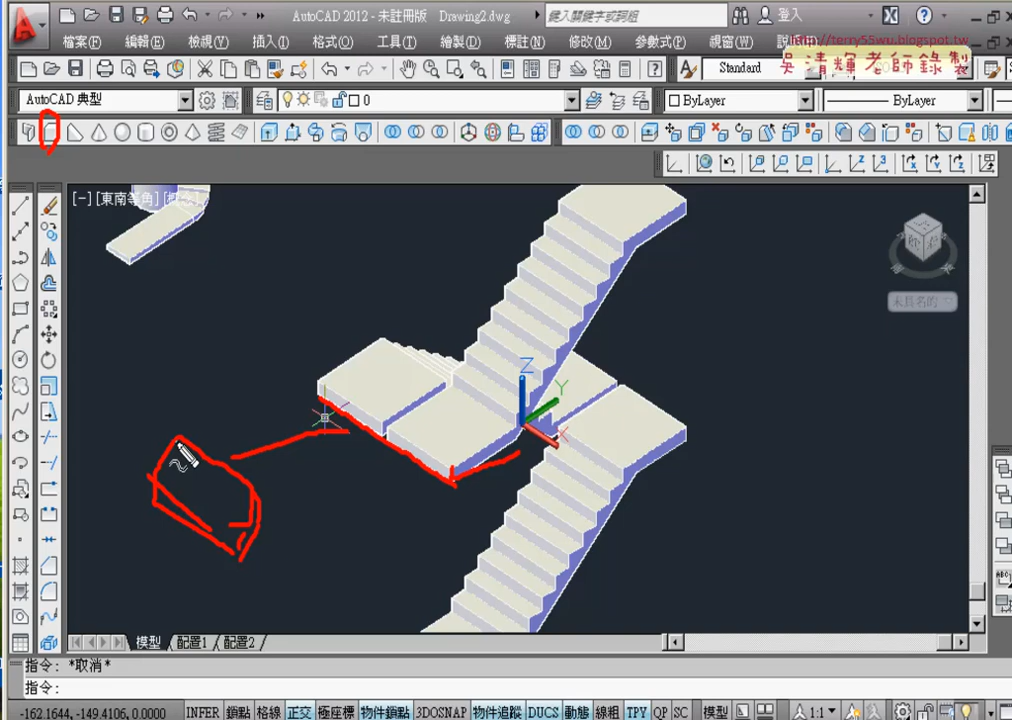 AutoCAD 2012 - 未註冊版 Drawing2.dwg
鍵入關鍵字或詞組
登入
檔案(F) 編輯(E) 檢視(V) 插入(I) 格式(O) 工具(T) 繪製(D) 標註(N) 修改(M) 參數式(P) 視窗(W)
http://terry55wu.blogspot.tw
吳清輝老師錄製
Standard
AutoCAD 典型
0
ByLayer
ByLayer
[−][東南等角][概念]
Z
Y
X
未具名的
模型 配置1 配置2
指令: *取消*
指令:
-162.1644, -149.4106, 0.0000
INFER 鎖點 格線 正交 極座標 物件鎖點 3DOSNAP 物件追蹤 DUCS 動態 線粗 TPY QP SC
模型
1:1